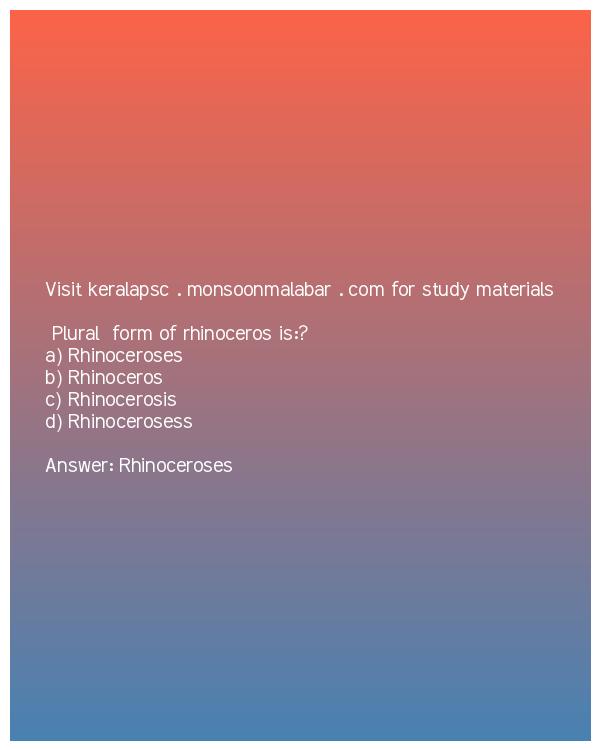 Visit keralapsc . monsoonmalabar . com for study materials
Plural  form of rhinoceros is:?
a) Rhinoceroses
b) Rhinoceros
c) Rhinocerosis
d) Rhinocerosess
Answer: Rhinoceroses